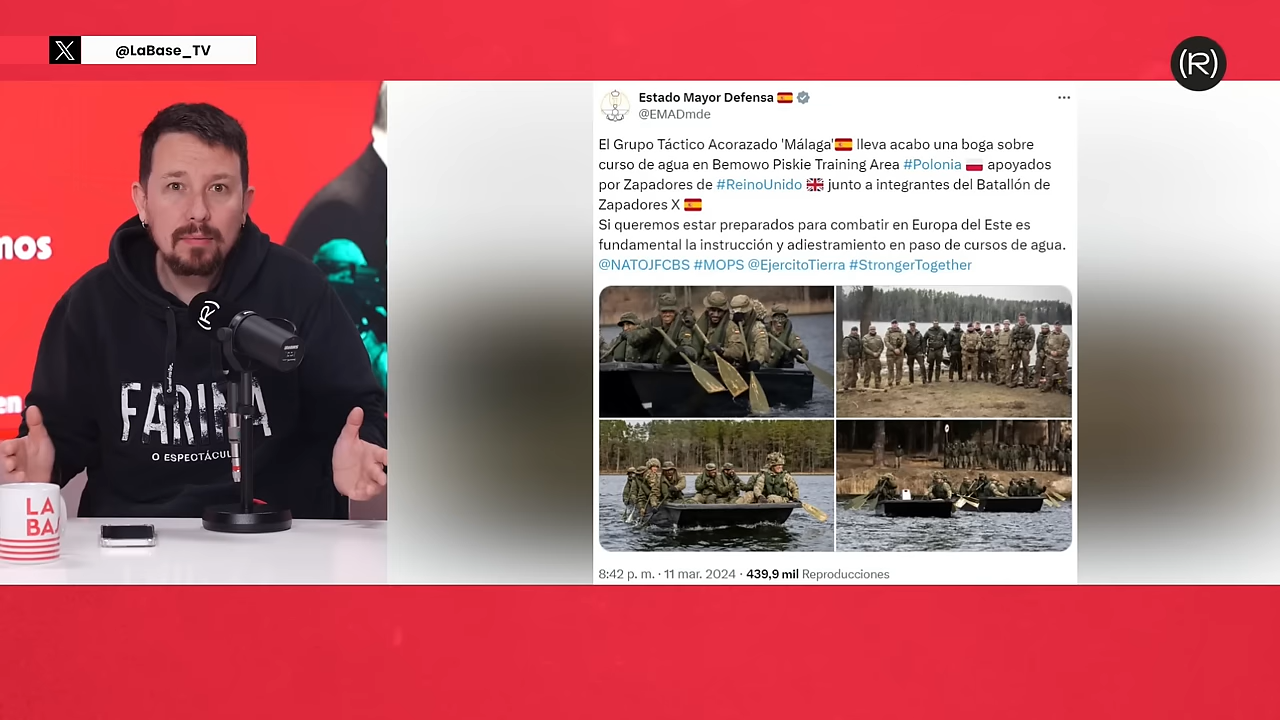 @LaBase_TV
(R)
mos
en
FARIÑA
O ESPECTÁCUL
(R)
LA
BA
Estado Mayor Defensa
@EMADmde
El Grupo Táctico Acorazado 'Málaga' lleva acabo una boga sobre
curso de agua en Bemowo Piskie Training Area #Polonia apoyados
por Zapadores de #ReinoUnido junto a integrantes del Batallón de
Zapadores X
Si queremos estar preparados para combatir en Europa del Este es
fundamental la instrucción y adiestramiento en paso de cursos de agua.
@NATOJFCBS #MOPS @EjercitoTierra #StrongerTogether
8:42 p. m. · 11 mar. 2024 · 439,9 mil Reproducciones